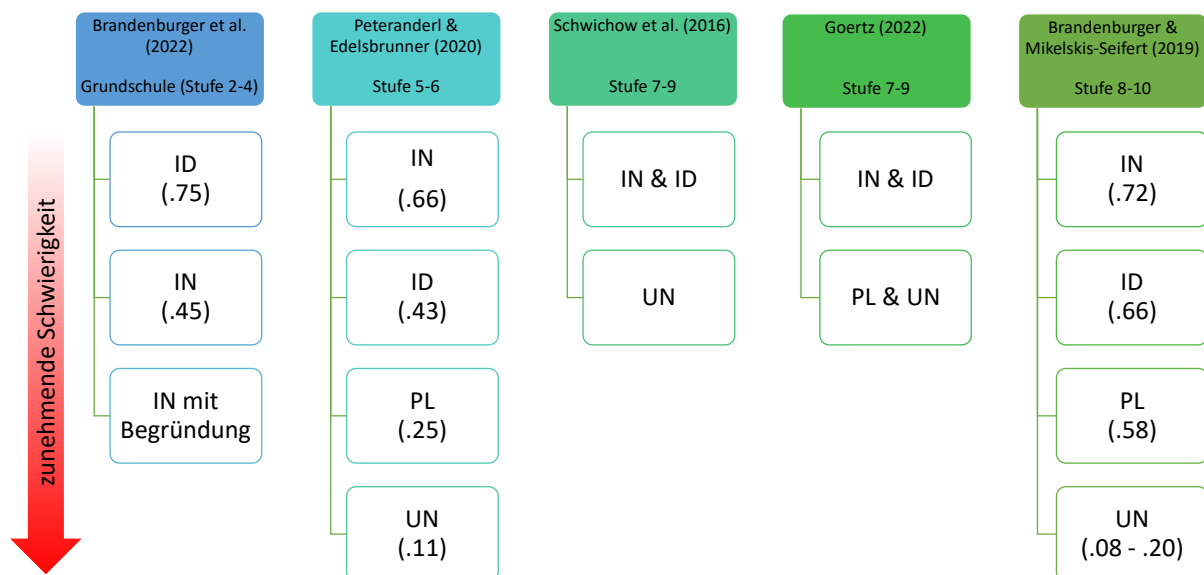 Brandenburger et al.
(2022)
Grundschule (Stufe 2-4)
ID
(.75)
IN
(.45)
IN mit
Begründung
Peteranderl &
Edelsbrunner (2020)
Stufe 5-6
IN
(.66)
ID
(.43)
PL
(.25)
UN
(.11)
Schwichow et al. (2016)
Stufe 7-9
IN & ID
UN
Goertz (2022)
Stufe 7-9
IN & ID
PL & UN
Brandenburger &
Mikelskis-Seifert (2019)
Stufe 8-10
IN
(.72)
ID
(.66)
PL
(.58)
UN
(.08 - .20)
zunehmende Schwierigkeit